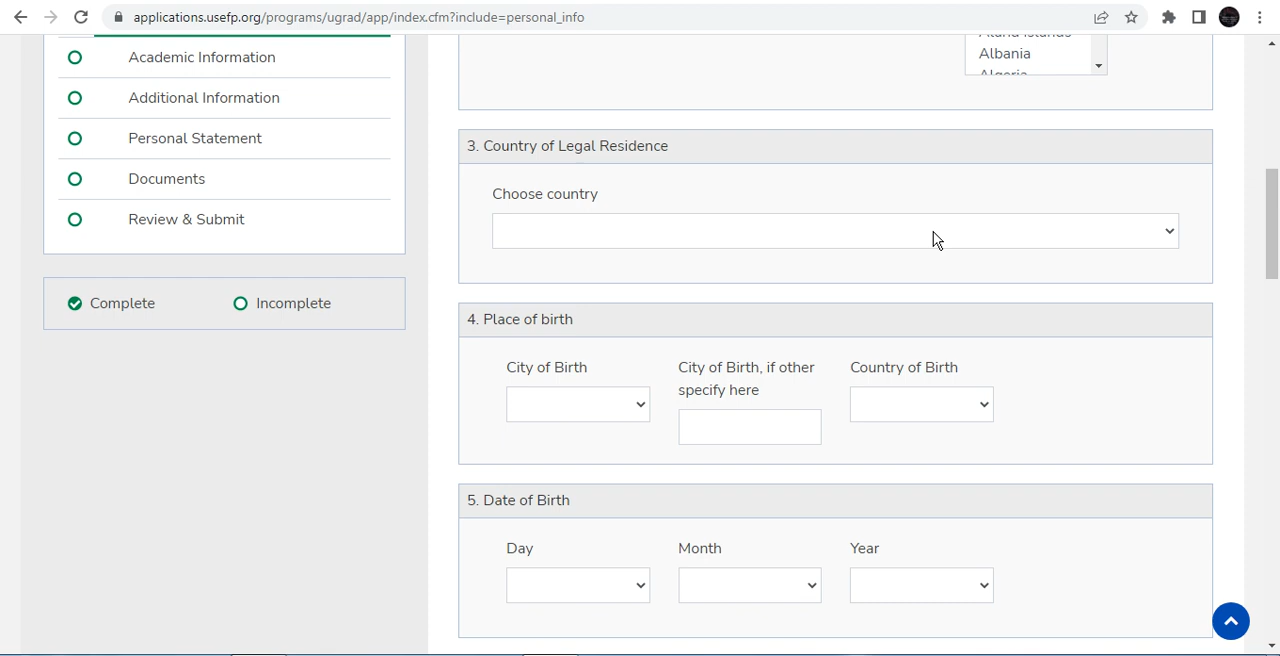 applications.usefp.org/programs/ugrad/app/index.cfm?include=personal_info
Academic Information
Additional Information
Personal Statement
Documents
Review & Submit
Complete
Incomplete
Åland Islands
Albania
Algeria
3. Country of Legal Residence
Choose country
4. Place of birth
City of Birth
City of Birth, if other
specify here
Country of Birth
5. Date of Birth
Day
Month
Year